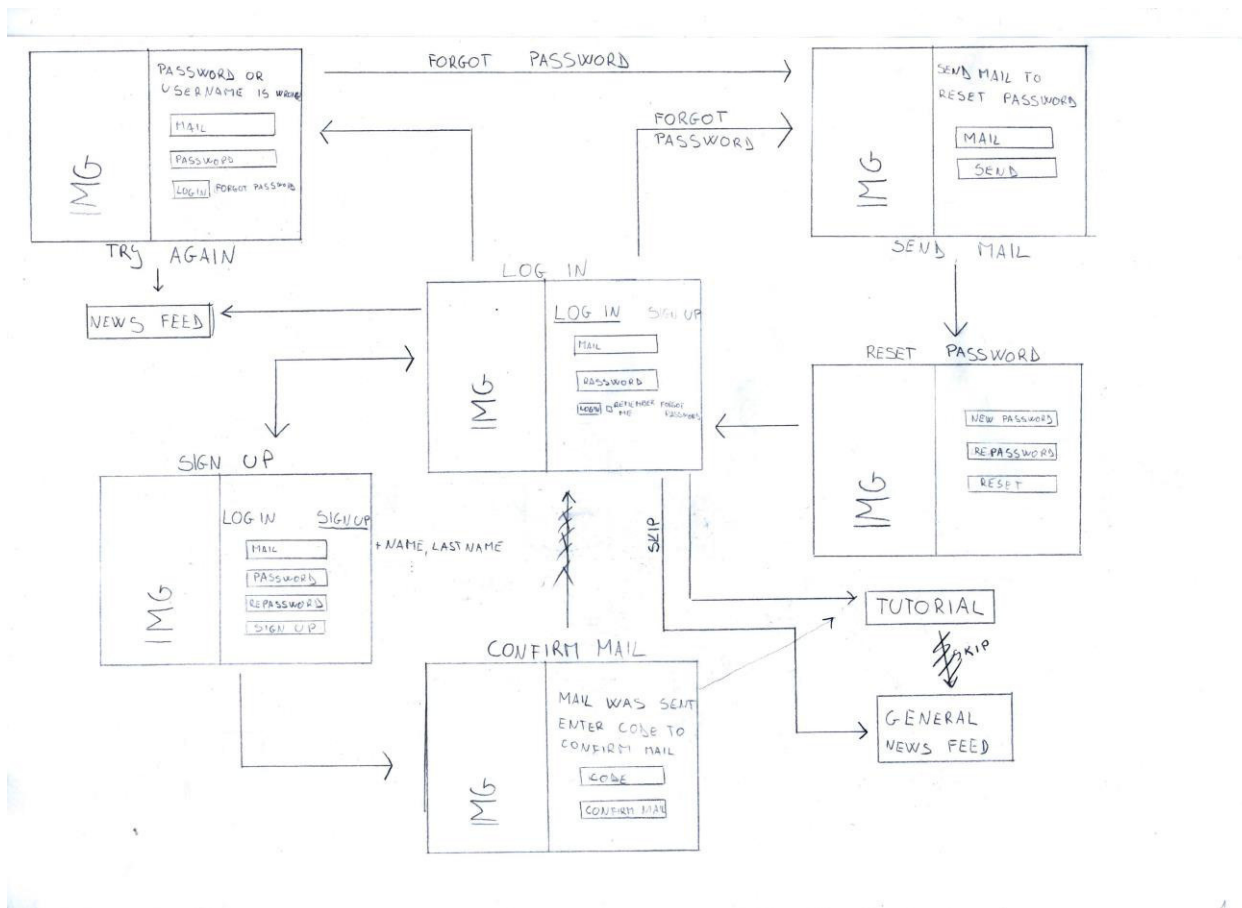 FORGOT PASSWORD
PASSWORD OR
USERNAME IS WRONG
MAIL
PASSWORD
LOGIN FORGOT PASSWORD
IMG
TRY AGAIN
NEWS FEED
FORGOT
PASSWORD
SEND MAIL TO
RESET PASSWORD
MAIL
SEND
IMG
SEND MAIL
LOG IN
LOG IN SIGN UP
MAIL
PASSWORD
LOGIN REMEMBER ME FORGOT PASSWORD
IMG
RESET PASSWORD
NEW PASSWORD
REPASSWORD
RESET
IMG
SIGN UP
LOG IN SIGN UP
MAIL
PASSWORD
REPASSWORD
SIGN UP
IMG
+ NAME, LAST NAME
SKIP
CONFIRM MAIL
MAIL WAS SENT
ENTER CODE TO
CONFIRM MAIL
CODE
CONFIRM MAIL
IMG
TUTORIAL
SKIP
GENERAL
NEWS FEED